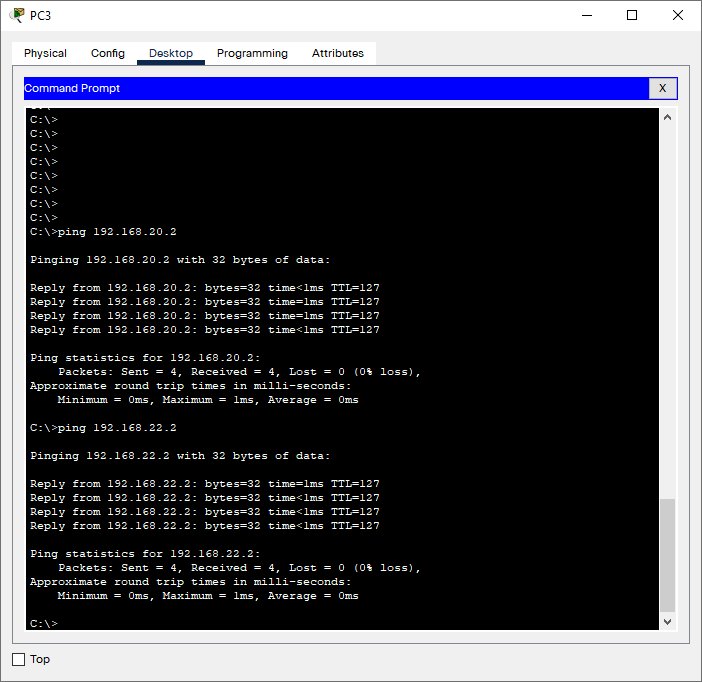 PC3
Physical Config Desktop Programming Attributes
Command Prompt
X
C:\>
C:\>
C:\>
C:\>
C:\>
C:\>
C:\>
C:\>
C:\>ping 192.168.20.2
Pinging 192.168.20.2 with 32 bytes of data:
Reply from 192.168.20.2: bytes=32 time<1ms TTL=127
Reply from 192.168.20.2: bytes=32 time=1ms TTL=127
Reply from 192.168.20.2: bytes=32 time=1ms TTL=127
Reply from 192.168.20.2: bytes=32 time<1ms TTL=127
Ping statistics for 192.168.20.2:
Packets: Sent = 4, Received = 4, Lost = 0 (0% loss),
Approximate round trip times in milli-seconds:
Minimum = 0ms, Maximum = 1ms, Average = 0ms
C:\>ping 192.168.22.2
Pinging 192.168.22.2 with 32 bytes of data:
Reply from 192.168.22.2: bytes=32 time=1ms TTL=127
Reply from 192.168.22.2: bytes=32 time<1ms TTL=127
Reply from 192.168.22.2: bytes=32 time<1ms TTL=127
Reply from 192.168.22.2: bytes=32 time<1ms TTL=127
Ping statistics for 192.168.22.2:
Packets: Sent = 4, Received = 4, Lost = 0 (0% loss),
Approximate round trip times in milli-seconds:
Minimum = 0ms, Maximum = 1ms, Average = 0ms
C:\>
Top